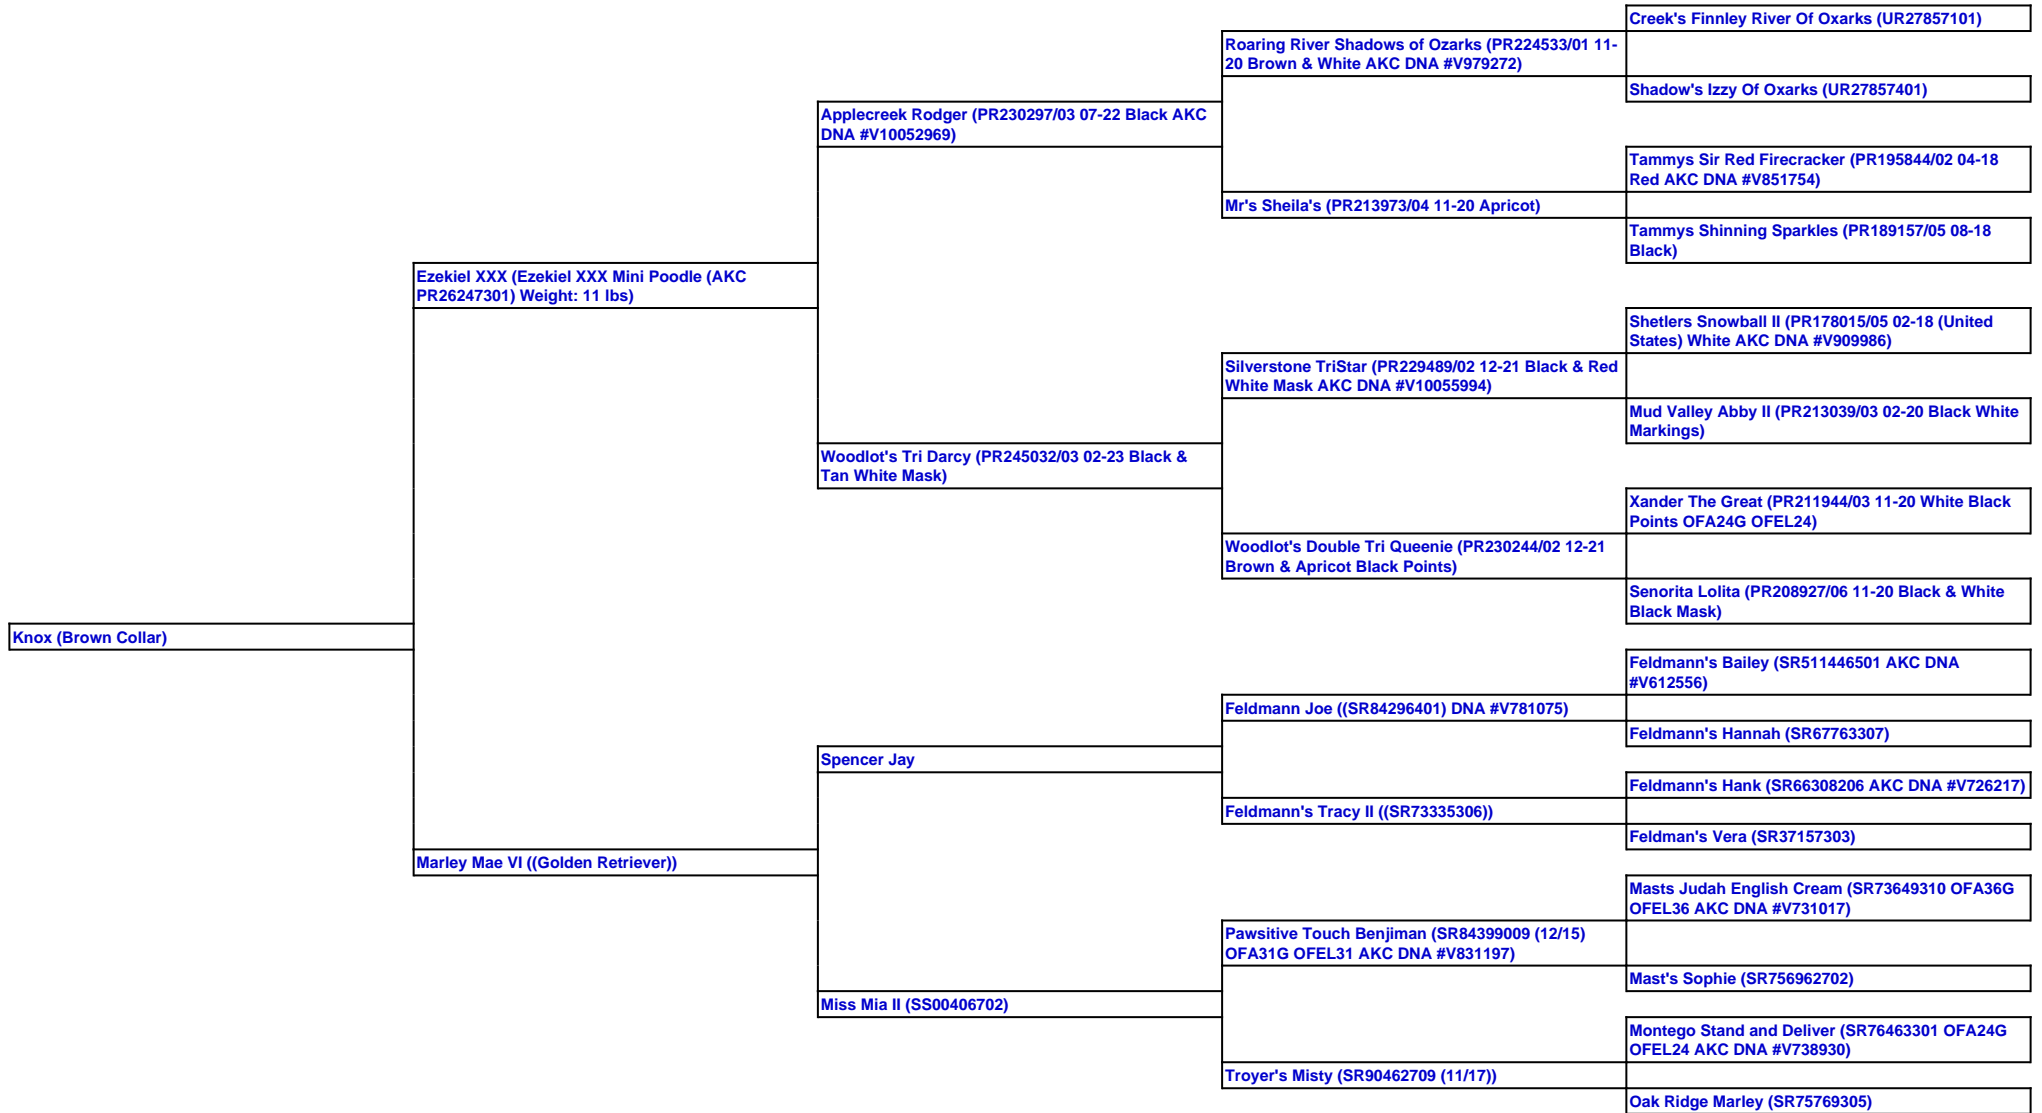 Creek's Finnley River Of Oxarks (UR27857101)
Roaring River Shadows of Ozarks (PR224533/01 11-
20 Brown & White AKC DNA #V979272)
Shadow's Izzy Of Oxarks (UR27857401)
Applecreek Rodger (PR230297/03 07-22 Black AKC
DNA #V10052969)
Tammys Sir Red Firecracker (PR195844/02 04-18
Red AKC DNA #V851754)
Mr's Sheila's (PR213973/04 11-20 Apricot)
Tammys Shinning Sparkles (PR189157/05 08-18
Black)
Ezekiel XXX (Ezekiel XXX Mini Poodle (AKC
PR26247301) Weight: 11 lbs)
Shetlers Snowball II (PR178015/05 02-18 (United
States) White AKC DNA #V909986)
Silverstone TriStar (PR229489/02 12-21 Black & Red
White Mask AKC DNA #V10055994)
Mud Valley Abby II (PR213039/03 02-20 Black White
Markings)
Woodlot's Tri Darcy (PR245032/03 02-23 Black &
Tan White Mask)
Xander The Great (PR211944/03 11-20 White Black
Points OFA24G OFEL24)
Woodlot's Double Tri Queenie (PR230244/02 12-21
Brown & Apricot Black Points)
Senorita Lolita (PR208927/06 11-20 Black & White
Black Mask)
Knox (Brown Collar)
Feldmann's Bailey (SR511446501 AKC DNA
#V612556)
Feldmann Joe ((SR84296401) DNA #V781075)
Feldmann's Hannah (SR67763307)
Spencer Jay
Feldmann's Hank (SR66308206 AKC DNA #V726217)
Feldmann's Tracy II ((SR73335306))
Feldman's Vera (SR37157303)
Marley Mae VI ((Golden Retriever))
Masts Judah English Cream (SR73649310 OFA36G
OFEL36 AKC DNA #V731017)
Pawsitive Touch Benjiman (SR84399009 (12/15)
OFA31G OFEL31 AKC DNA #V831197)
Mast's Sophie (SR756962702)
Miss Mia II (SS00406702)
Montego Stand and Deliver (SR76463301 OFA24G
OFEL24 AKC DNA #V738930)
Troyer's Misty (SR90462709 (11/17))
Oak Ridge Marley (SR75769305)